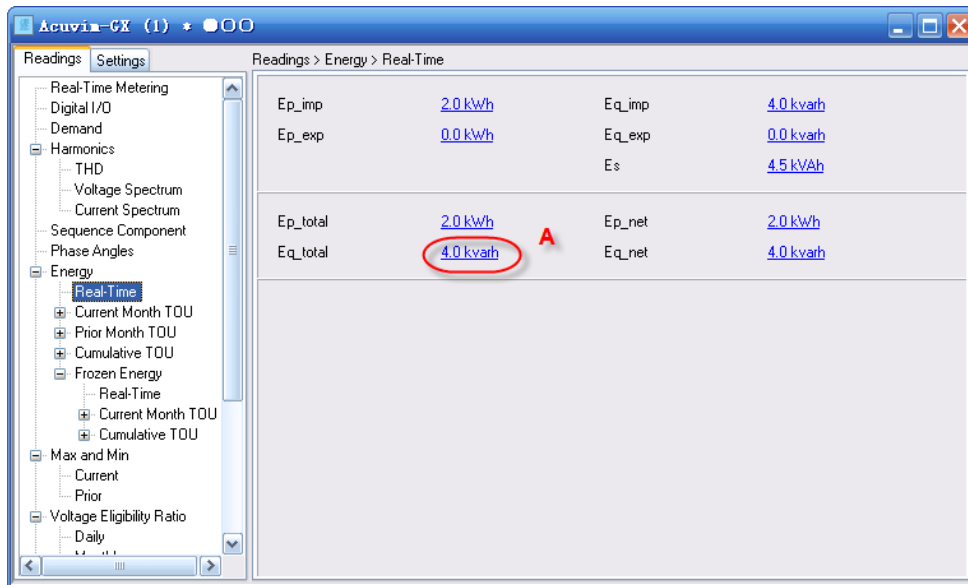 Acuvim-GX (1) *
Readings Settings
Readings > Energy > Real-Time
Real-Time Metering
Digital I/O
Demand
Harmonics
THD
Voltage Spectrum
Current Spectrum
Sequence Component
Phase Angles
Energy
Real-Time
Current Month TOU
Prior Month TOU
Cumulative TOU
Frozen Energy
Real-Time
Current Month TOU
Cumulative TOU
Max and Min
Current
Prior
Voltage Eligibility Ratio
Daily
Ep_imp 2.0 kWh Eq_imp 4.0 kvarh
Ep_exp 0.0 kWh Eq_exp 0.0 kvarh
Es 4.5 kVAh
Ep_total 2.0 kWh Ep_net 2.0 kWh
Eq_total 4.0 kvarh A Eq_net 4.0 kvarh